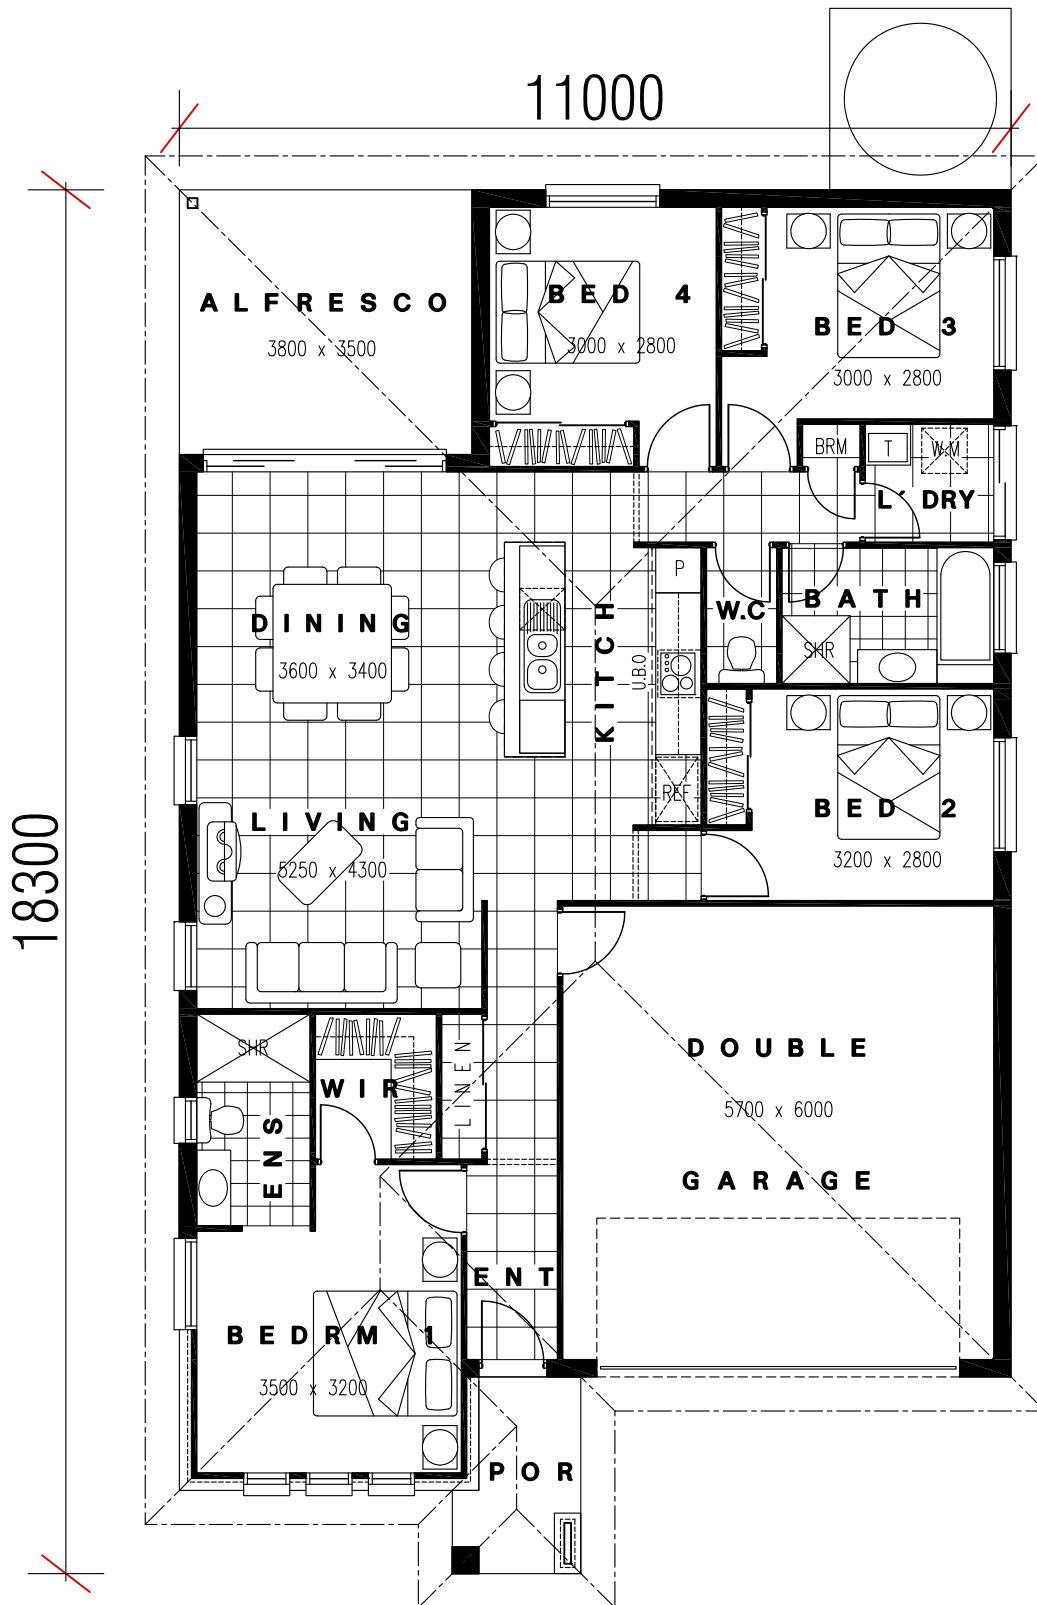 11000
18300
ALFRESCO
3800 x 3500
BED 4
3000 x 2800
BED 3
3000 x 2800
BRM
T
W.M
L'DRY
P
W.C
BATH
SHR
DINING
3600 x 3400
KITCH
U.B.O
REF
BED 2
3200 x 2800
LIVING
5250 x 4300
SHR
WIR
LINEN
ENS
DOUBLE
5700 x 6000
GARAGE
ENT
BEDRM 1
3500 x 3200
POR